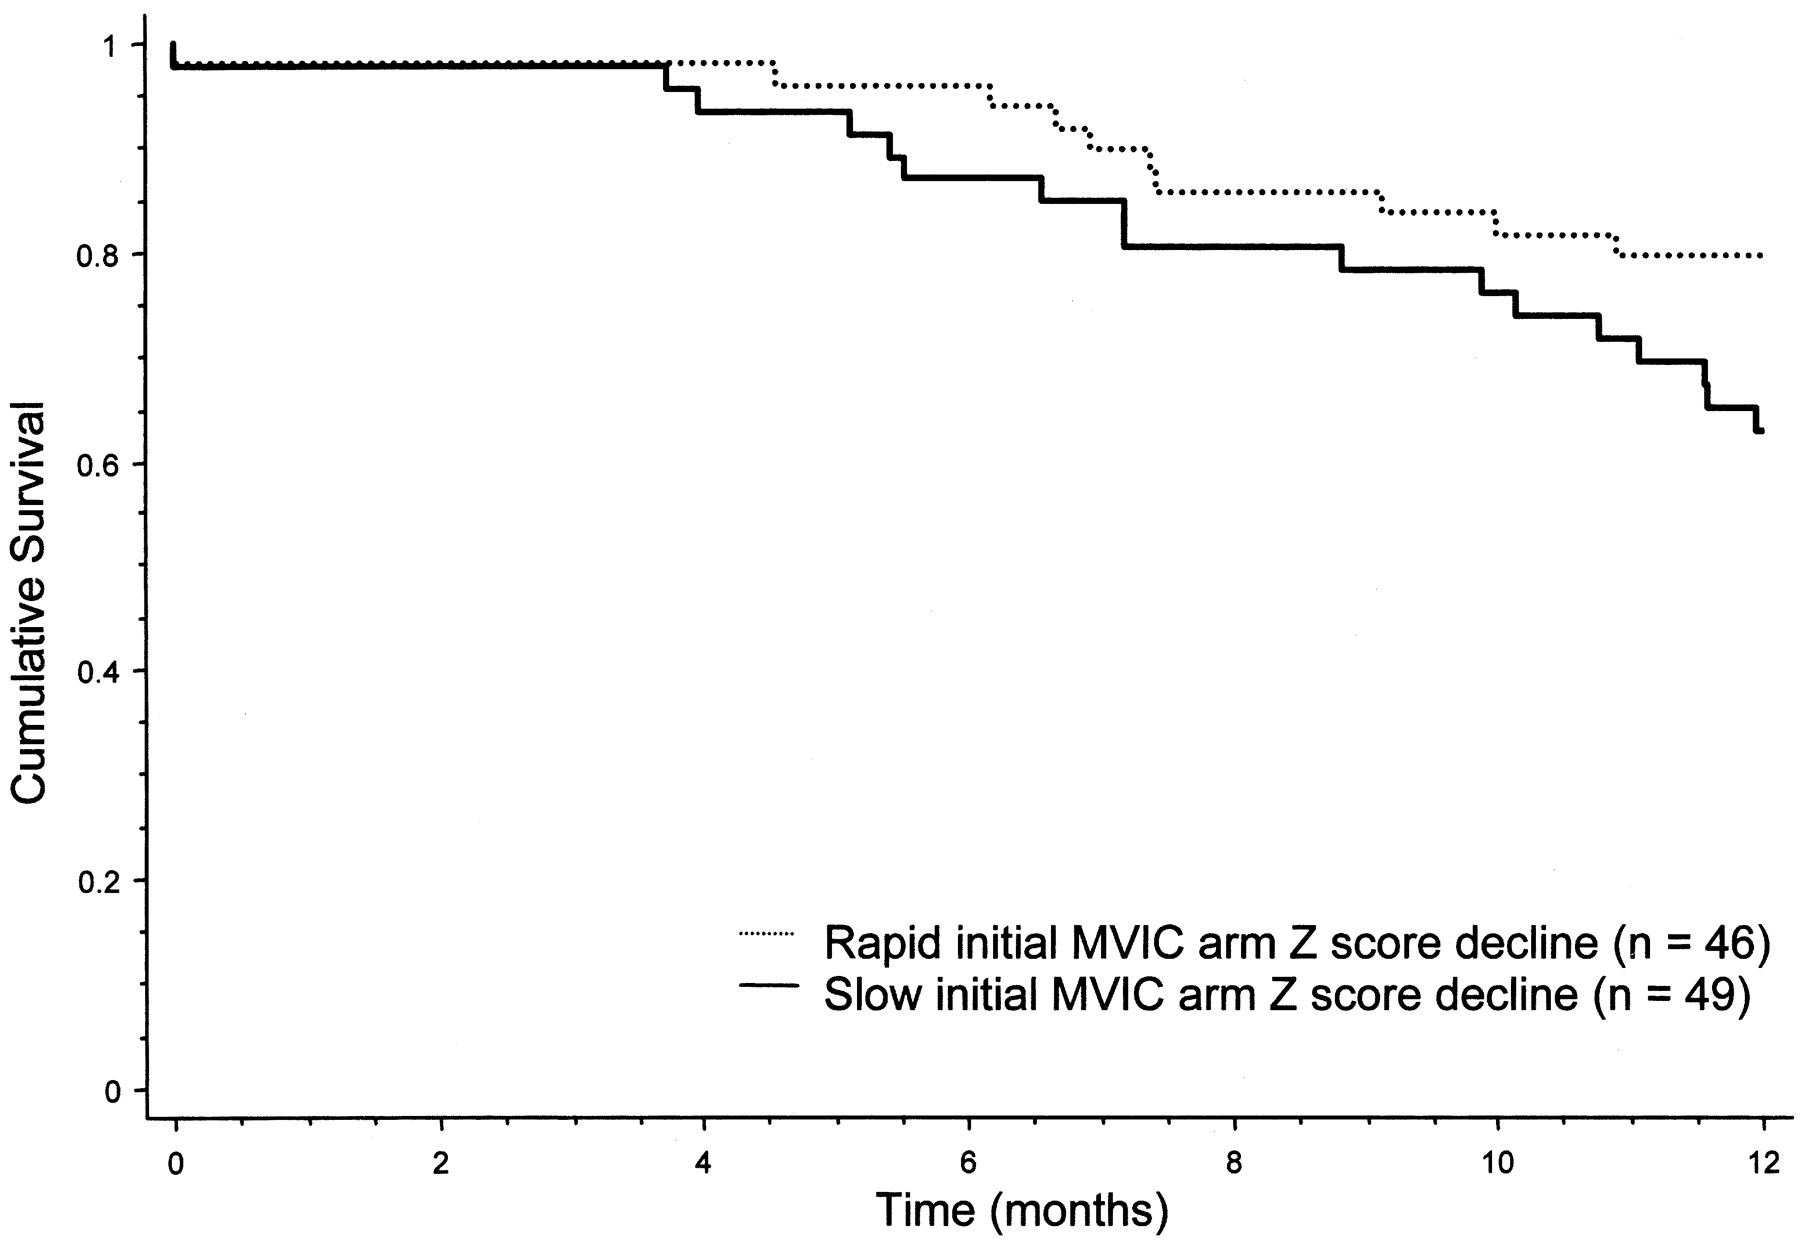 Cumulative Survival
1
0.8
0.6
0.4
0.2
0
Rapid initial MVIC arm Z score decline (n = 46)
Slow initial MVIC arm Z score decline (n = 49)
0 2 4 6 8 10 12
Time (months)